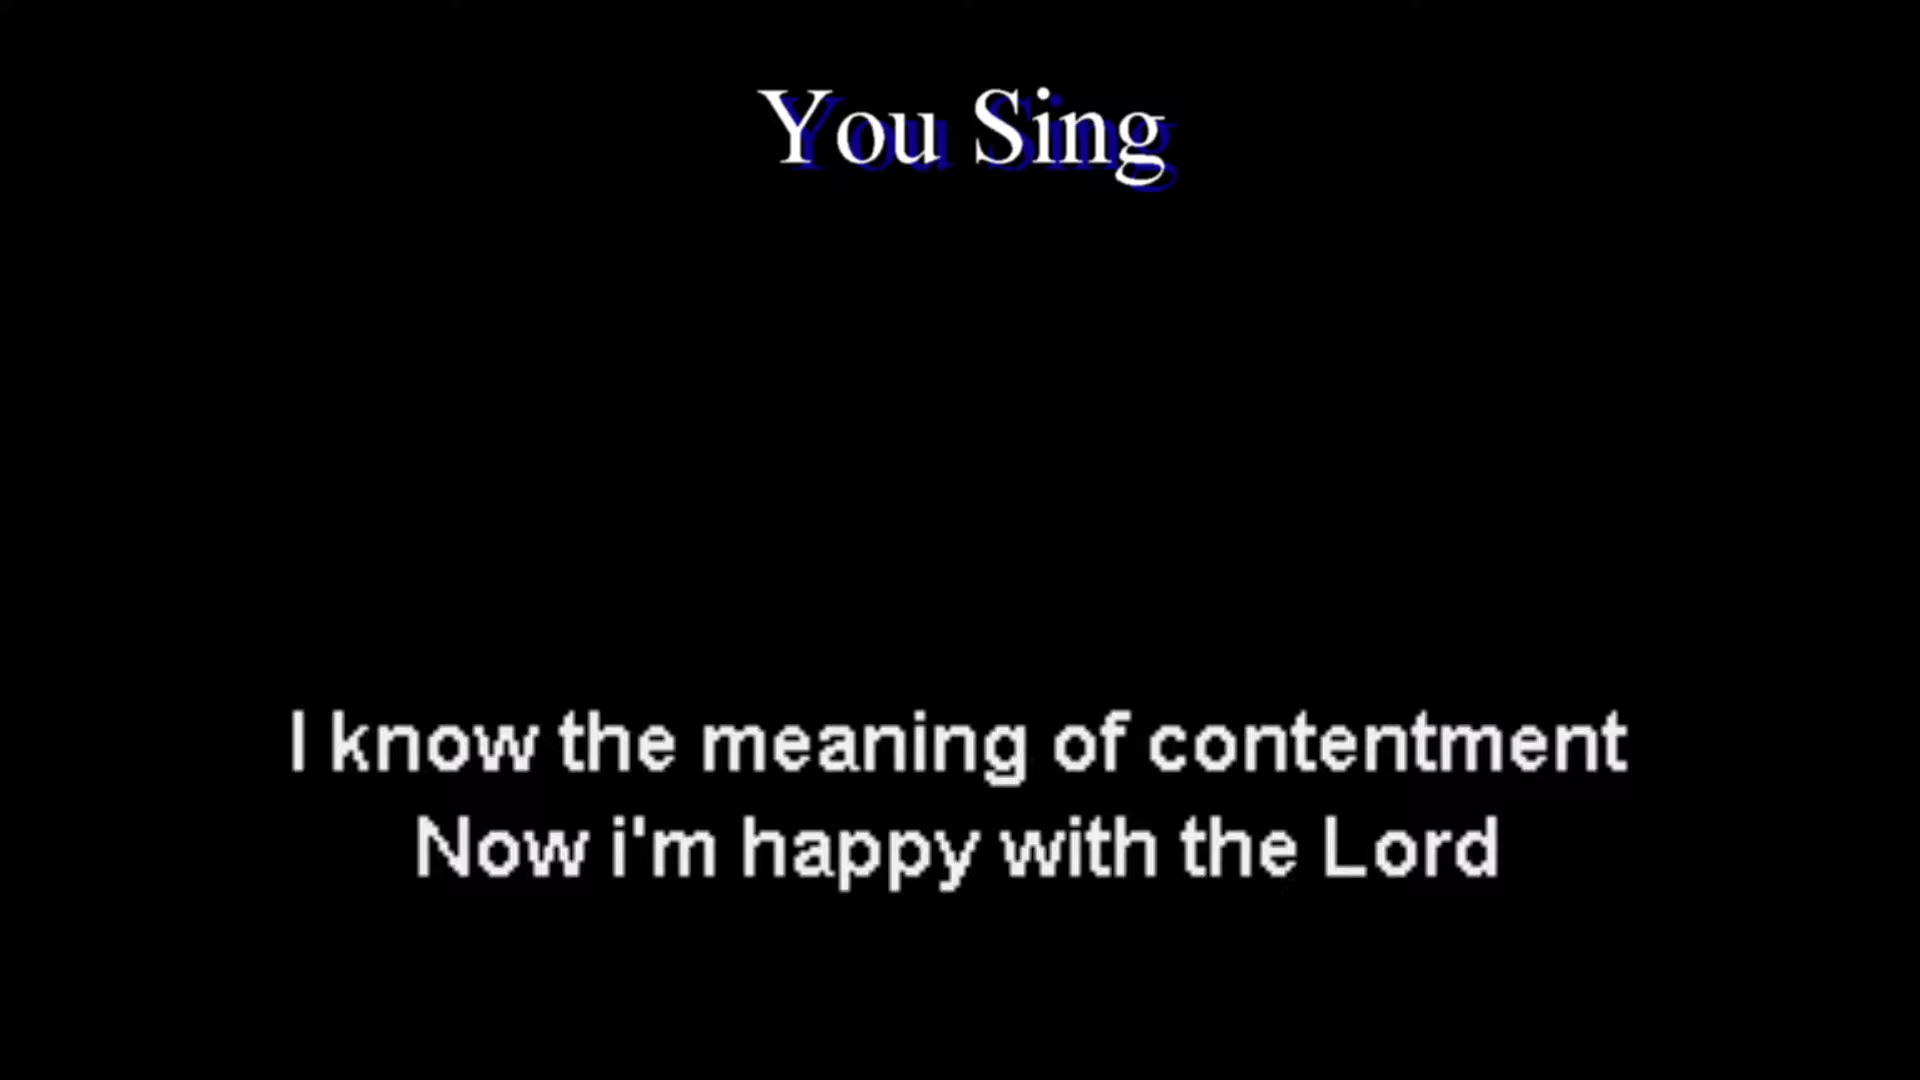 You Sing
I know the meaning of contentment
Now i'm happy with the Lord